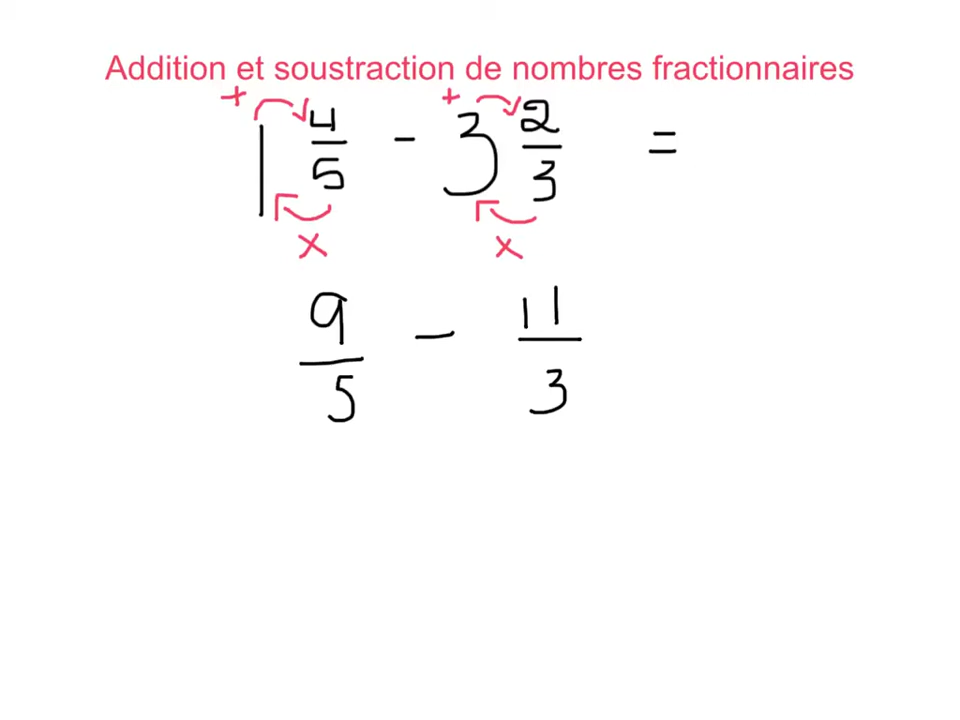 Addition et soustraction de nombres fractionnaires
+ +
1 4/5 - 3 2/3 =
x x
9/5 - 11/3